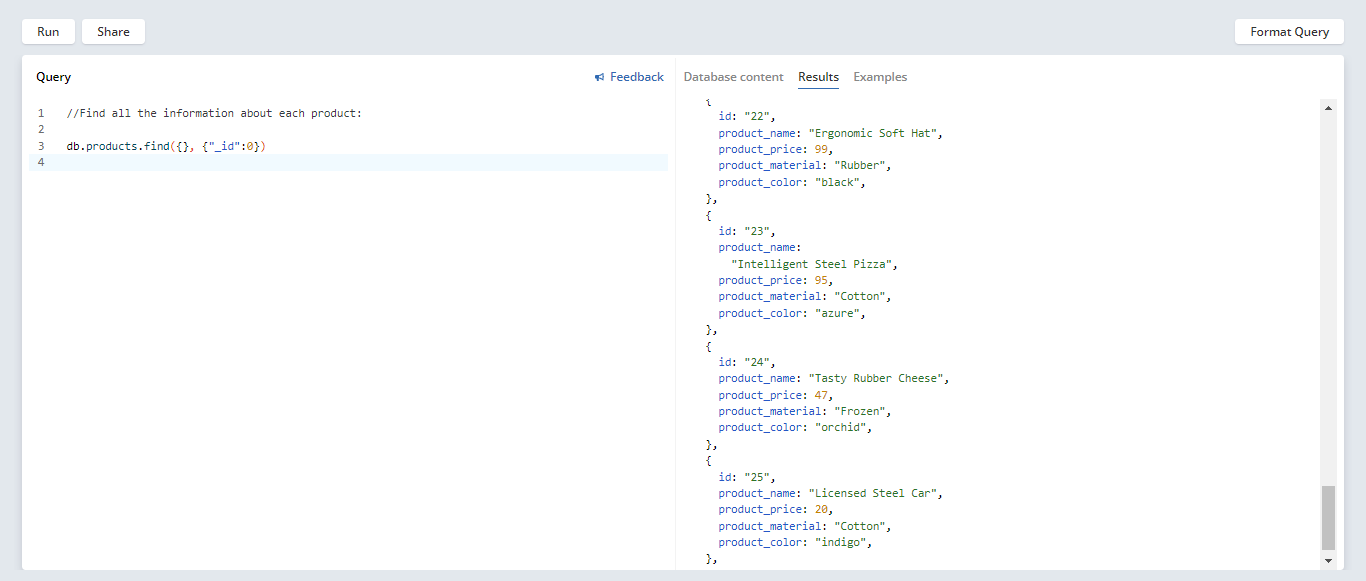 Run Share Format Query
Query Feedback
1 //Find all the information about each product:
2
3 db.products.find({}, {"_id":0})
4
Database content Results Examples
{
id: "22",
product_name: "Ergonomic Soft Hat",
product_price: 99,
product_material: "Rubber",
product_color: "black",
},
{
id: "23",
product_name:
"Intelligent Steel Pizza",
product_price: 95,
product_material: "Cotton",
product_color: "azure",
},
{
id: "24",
product_name: "Tasty Rubber Cheese",
product_price: 47,
product_material: "Frozen",
product_color: "orchid",
},
{
id: "25",
product_name: "Licensed Steel Car",
product_price: 20,
product_material: "Cotton",
product_color: "indigo",
},